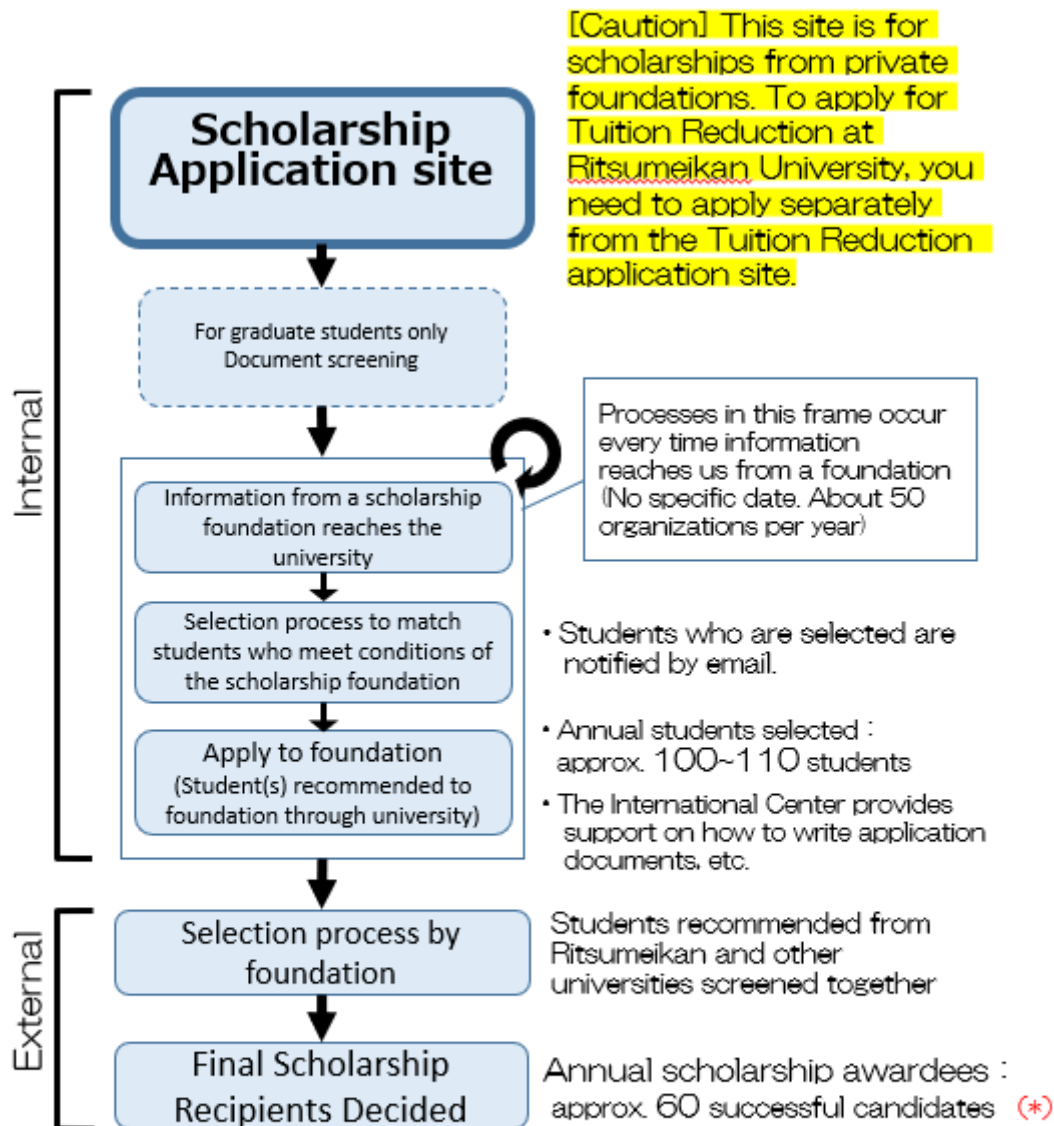 [Caution] This site is for
scholarships from private
foundations. To apply for
Tuition Reduction at
Ritsumeikan University, you
need to apply separately
from the Tuition Reduction
application site.
Scholarship
Application site
For graduate students only
Document screening
Internal
Processes in this frame occur
every time information
reaches us from a foundation
(No specific date. About 50
organizations per year)
Information from a scholarship
foundation reaches the
university
Selection process to match
students who meet conditions of
the scholarship foundation
・Students who are selected are
notified by email.
Apply to foundation
(Student(s) recommended to
foundation through university)
・Annual students selected：
approx. 100~110 students
・The International Center provides
support on how to write application
documents, etc.
External
Selection process by
foundation
Students recommended from
Ritsumeikan and other
universities screened together
Final Scholarship
Recipients Decided
Annual scholarship awardees：
approx. 60 successful candidates (*)